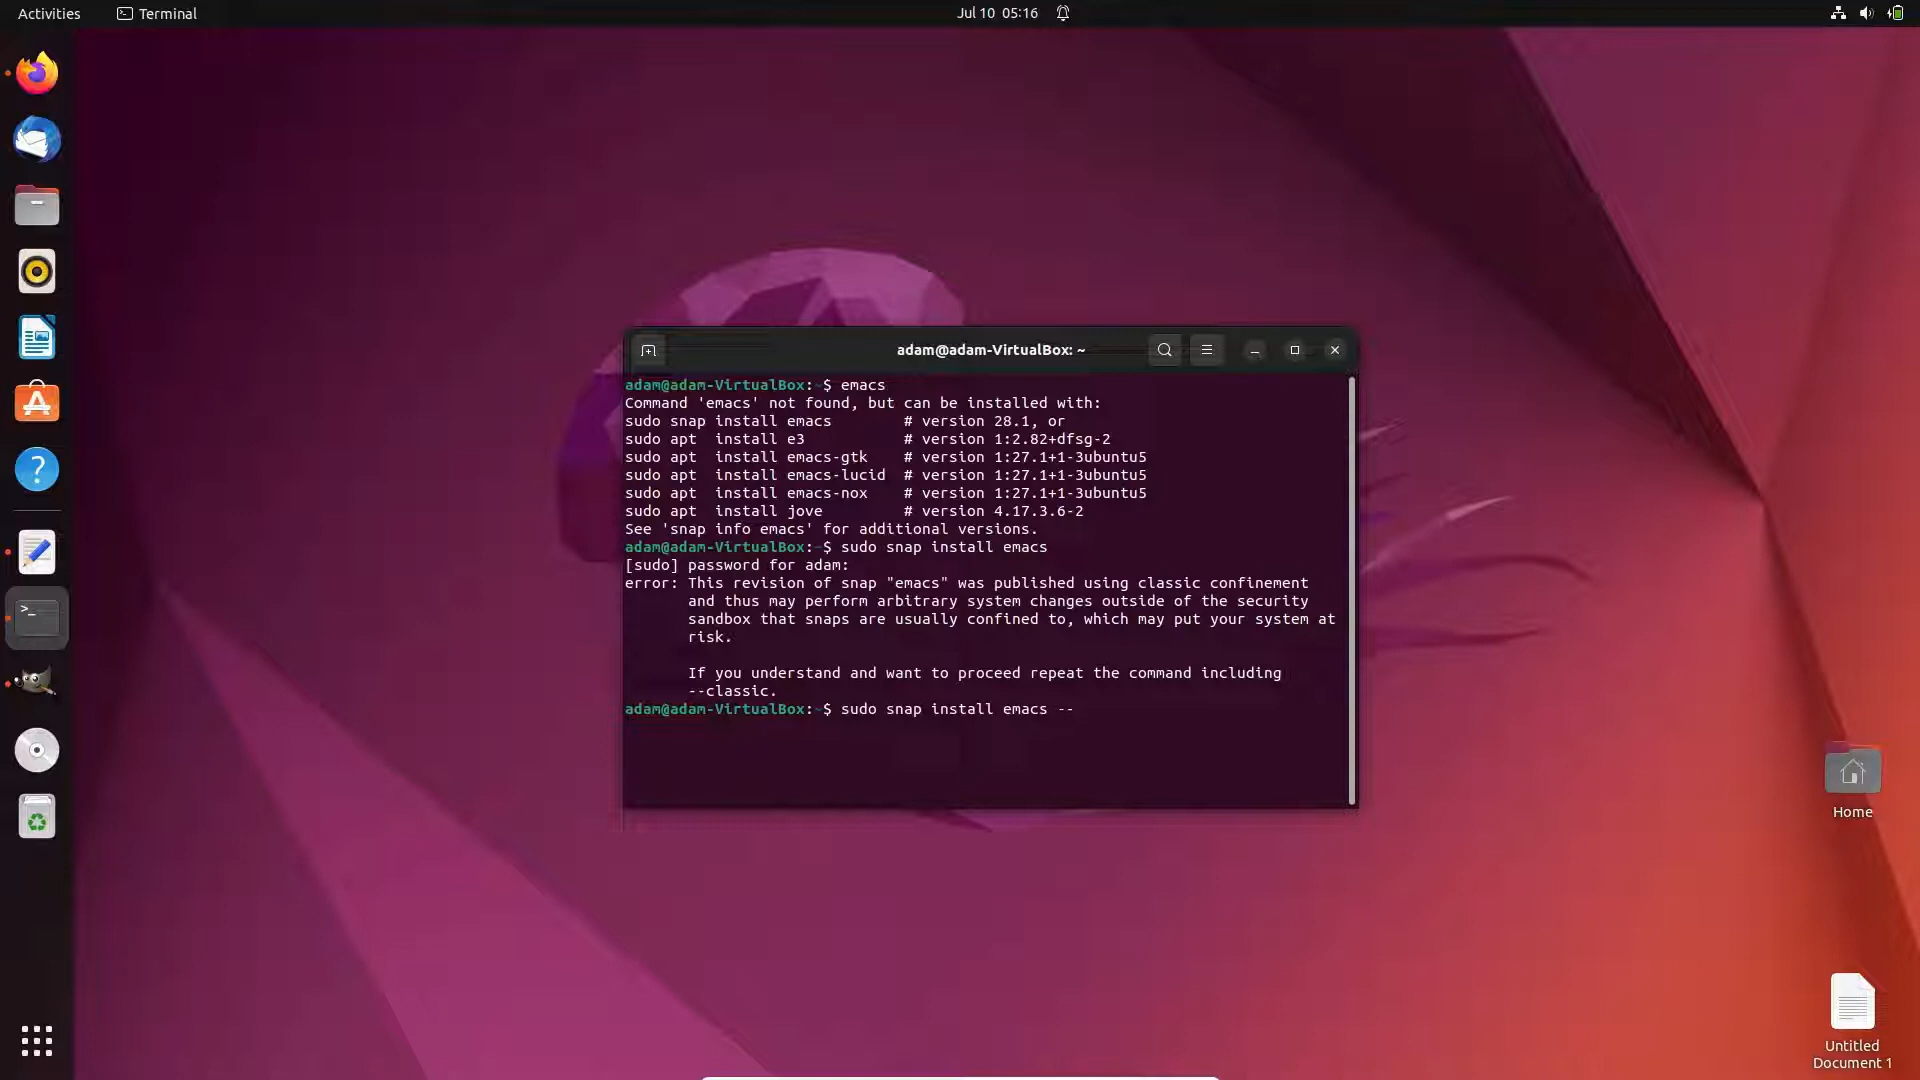 Activities
Terminal
Jul 10 05:16
adam@adam-VirtualBox: ~
adam@adam-VirtualBox:~$ emacs
Command 'emacs' not found, but can be installed with:
sudo snap install emacs        # version 28.1, or
sudo apt  install e3           # version 1:2.82+dfsg-2
sudo apt  install emacs-gtk    # version 1:27.1+1-3ubuntu5
sudo apt  install emacs-lucid  # version 1:27.1+1-3ubuntu5
sudo apt  install emacs-nox    # version 1:27.1+1-3ubuntu5
sudo apt  install jove         # version 4.17.3.6-2
See 'snap info emacs' for additional versions.
adam@adam-VirtualBox:~$ sudo snap install emacs
[sudo] password for adam:
error: This revision of snap "emacs" was published using classic confinement
and thus may perform arbitrary system changes outside of the security
sandbox that snaps are usually confined to, which may put your system at
risk.
If you understand and want to proceed repeat the command including
--classic.
adam@adam-VirtualBox:~$ sudo snap install emacs --
Home
Untitled
Document 1